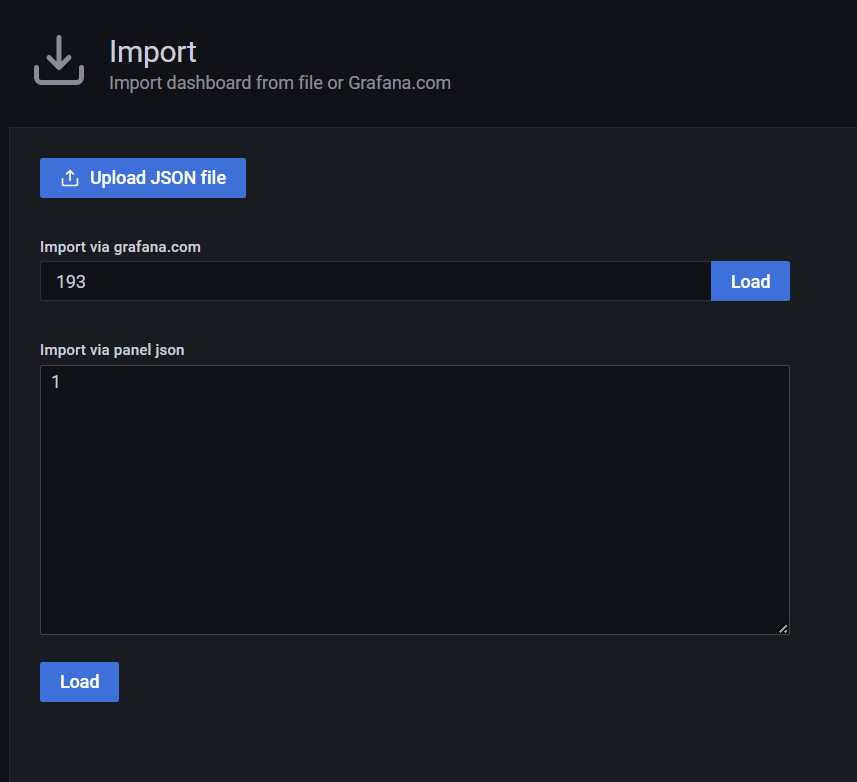 Import
Import dashboard from file or Grafana.com
Upload JSON file
Import via grafana.com
193
Load
Import via panel json
1
Load